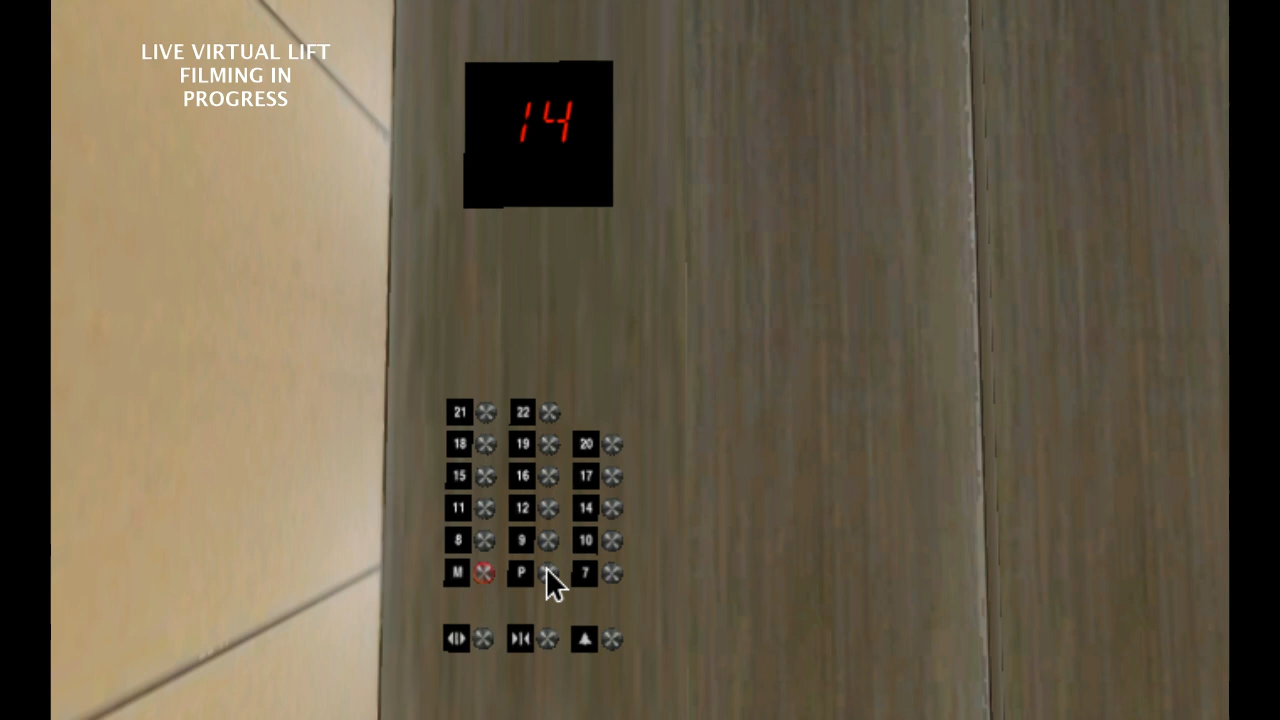 LIVE VIRTUAL LIFT
FILMING IN
PROGRESS
14
21 22
18 19 20
15 16 17
11 12 14
8 9 10
M P 7